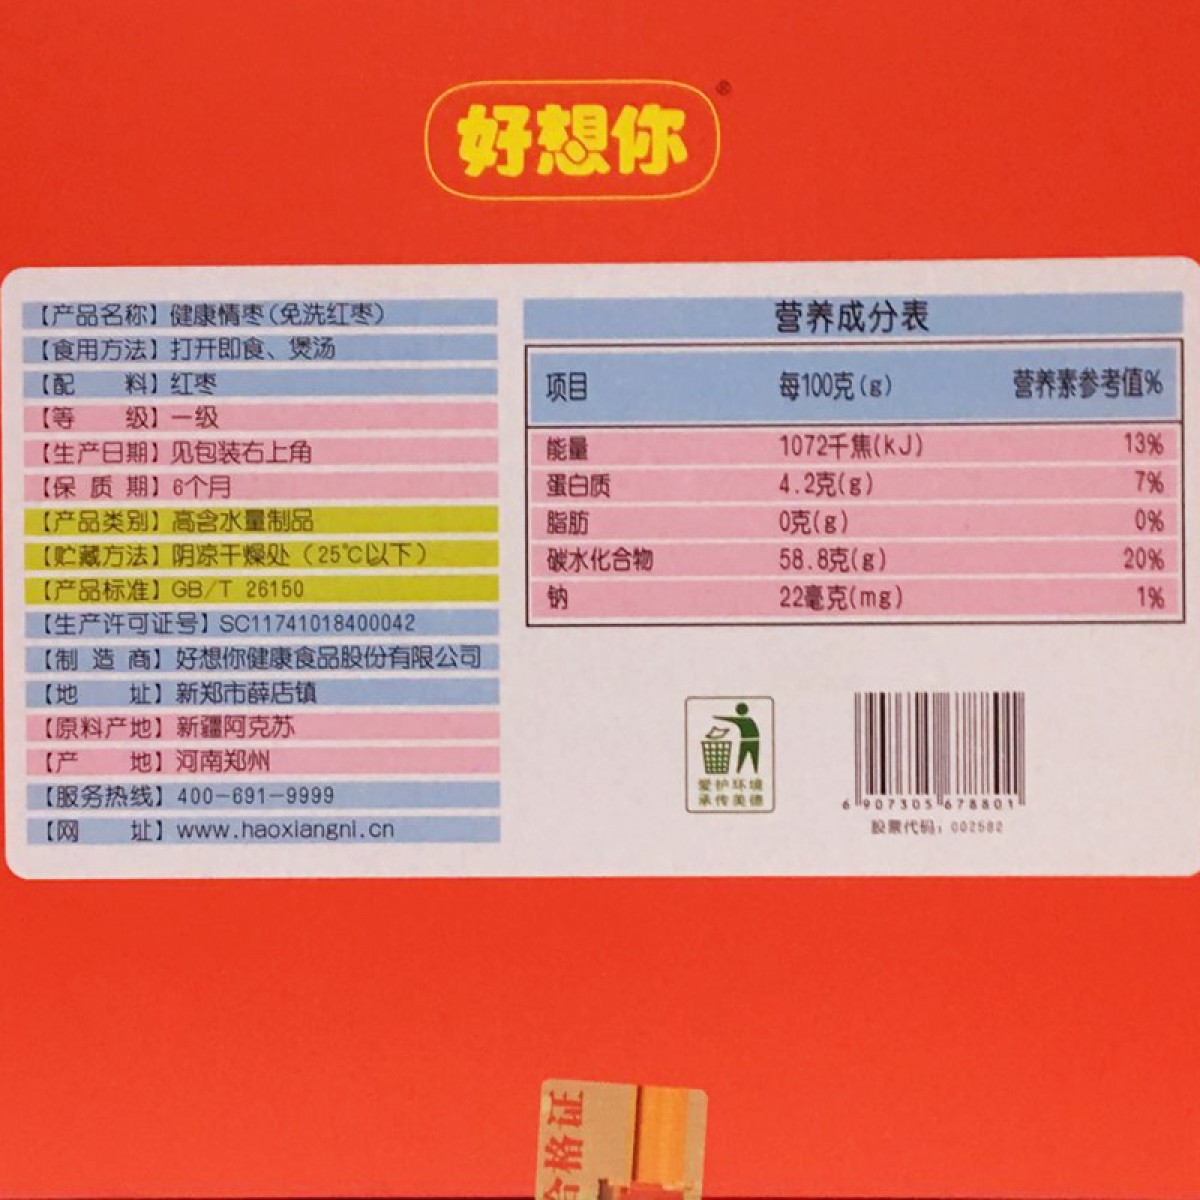 好想你®
【产品名称】健康情枣(免洗红枣)
【食用方法】打开即食、煲汤
【配 料】红枣
【等 级】一级
【生产日期】见包装右上角
【保 质 期】6个月
【产品类别】高含水量制品
【贮藏方法】阴凉干燥处（25℃以下）
【产品标准】GB/T 26150
【生产许可证号】SC11741018400042
【制 造 商】好想你健康食品股份有限公司
【地 址】新郑市薛店镇
【原料产地】新疆阿克苏
【产 地】河南郑州
【服务热线】400-691-9999
【网 址】www.haoxiangni.cn
营养成分表
项目 每100克(g) 营养素参考值%
能量 1072千焦(kJ) 13%
蛋白质 4.2克(g) 7%
脂肪 0克(g) 0%
碳水化合物 58.8克(g) 20%
钠 22毫克(mg) 1%
爱护环境
承传美德
6 907305 678801
股票代码：002582
合格证